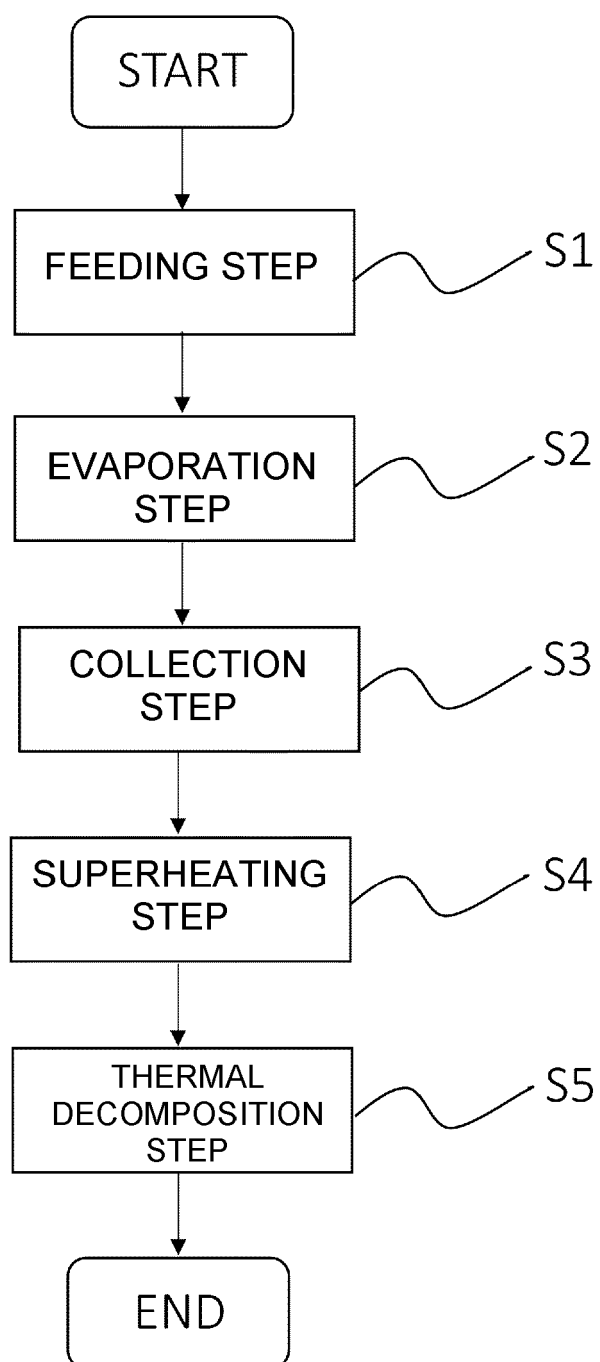 START
FEEDING STEP
S1
EVAPORATION
STEP
S2
COLLECTION
STEP
S3
SUPERHEATING
STEP
S4
THERMAL
DECOMPOSITION
STEP
S5
END